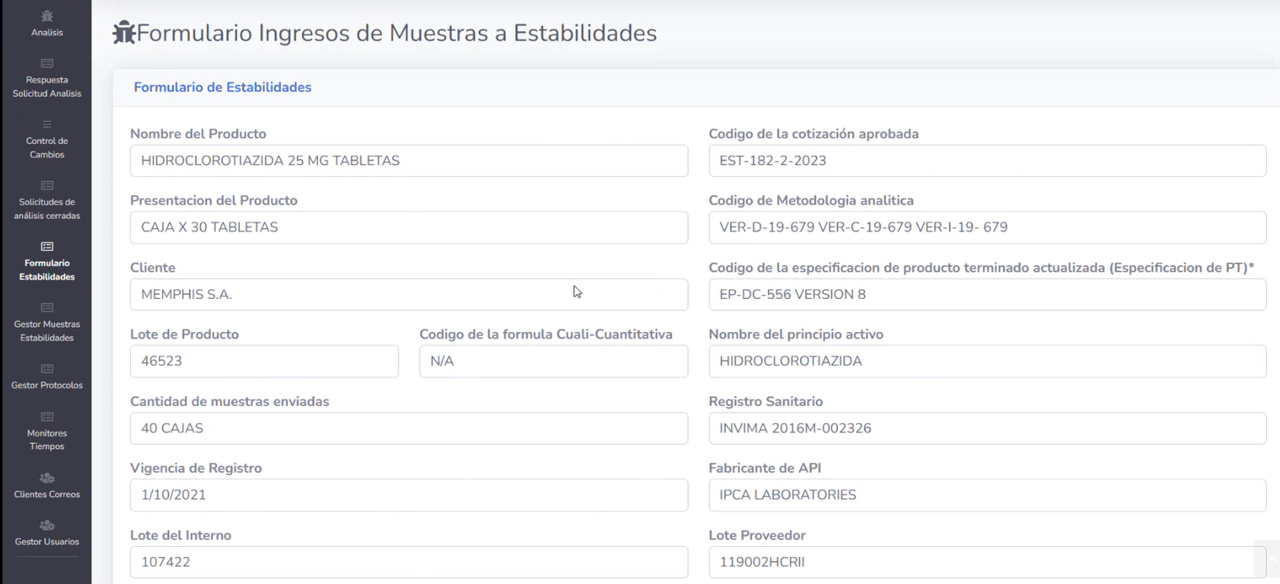 Analisis
Respuesta
Solicitud Analisis
Control de
Cambios
Solicitudes de
análisis cerradas
Formulario
Estabilidades
Gestor Muestras
Estabilidades
Gestor Protocolos
Monitores
Tiempos
Clientes Correos
Gestor Usuarios
Formulario Ingresos de Muestras a Estabilidades
Formulario de Estabilidades
Nombre del Producto
HIDROCLOROTIAZIDA 25 MG TABLETAS
Codigo de la cotización aprobada
EST-182-2-2023
Presentacion del Producto
CAJA X 30 TABLETAS
Codigo de Metodologia analitica
VER-D-19-679 VER-C-19-679 VER-I-19- 679
Cliente
MEMPHIS S.A.
Codigo de la especificacion de producto terminado actualizada (Especificacion de PT)*
EP-DC-556 VERSION 8
Lote de Producto
46523
Codigo de la formula Cuali-Cuantitativa
N/A
Nombre del principio activo
HIDROCLOROTIAZIDA
Cantidad de muestras enviadas
40 CAJAS
Registro Sanitario
INVIMA 2016M-002326
Vigencia de Registro
1/10/2021
Fabricante de API
IPCA LABORATORIES
Lote del Interno
107422
Lote Proveedor
119002HCRII